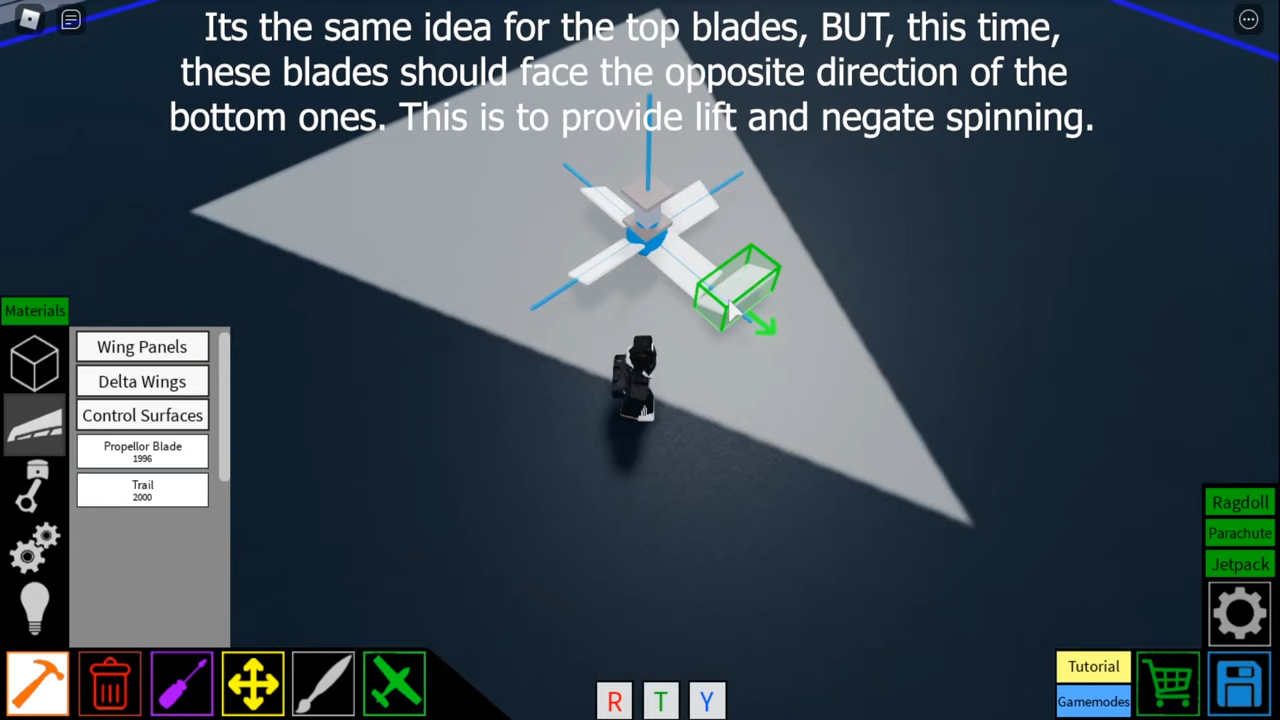 Its the same idea for the top blades, BUT, this time,
these blades should face the opposite direction of the
bottom ones. This is to provide lift and negate spinning.
Materials
Wing Panels
Delta Wings
Control Surfaces
Propellor Blade
1996
Trail
2000
Ragdoll
Parachute
Jetpack
Tutorial
Gamemodes
R T Y